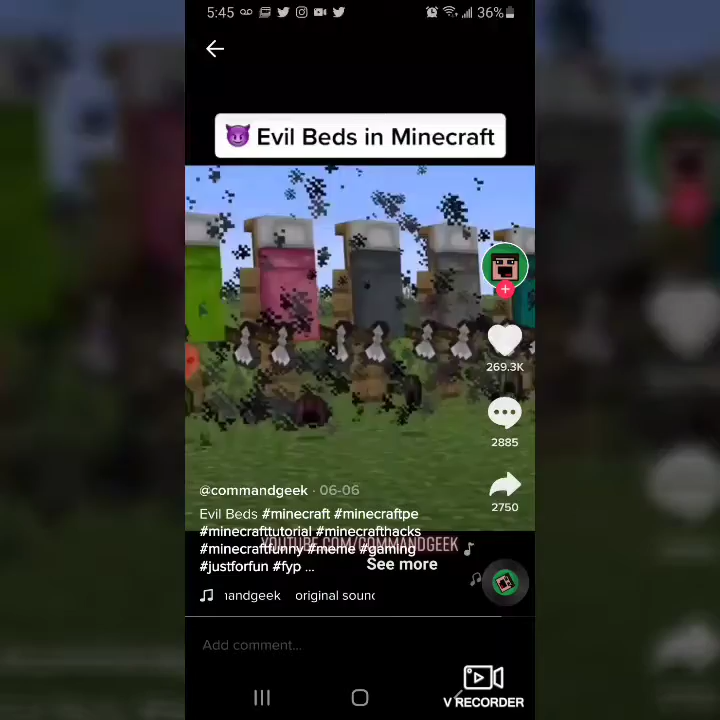 5:45
36%
😈 Evil Beds in Minecraft
269.3K
2885
2750
@commandgeek · 06-06
Evil Beds #minecraft #minecraftpe
#minecrafttutorial #minecrafthacks
YOUTUBE.COM/COMMANDGEEK
#minecraftfunny #meme #gaming
See more
#justforfun #fyp ...
andgeek original soun
Add comment...
V RECORDER